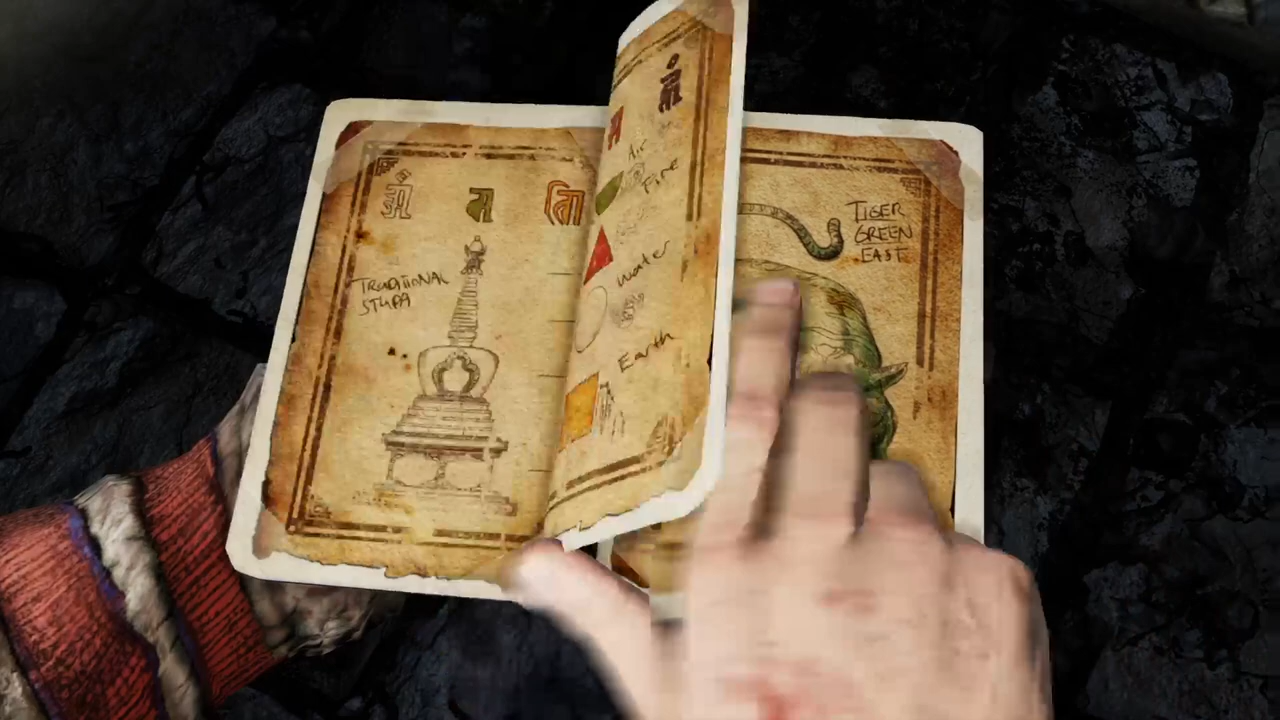 TRADITIONAL
STUPA
Air
Fire
Water
Earth
TIGER
GREEN
EAST